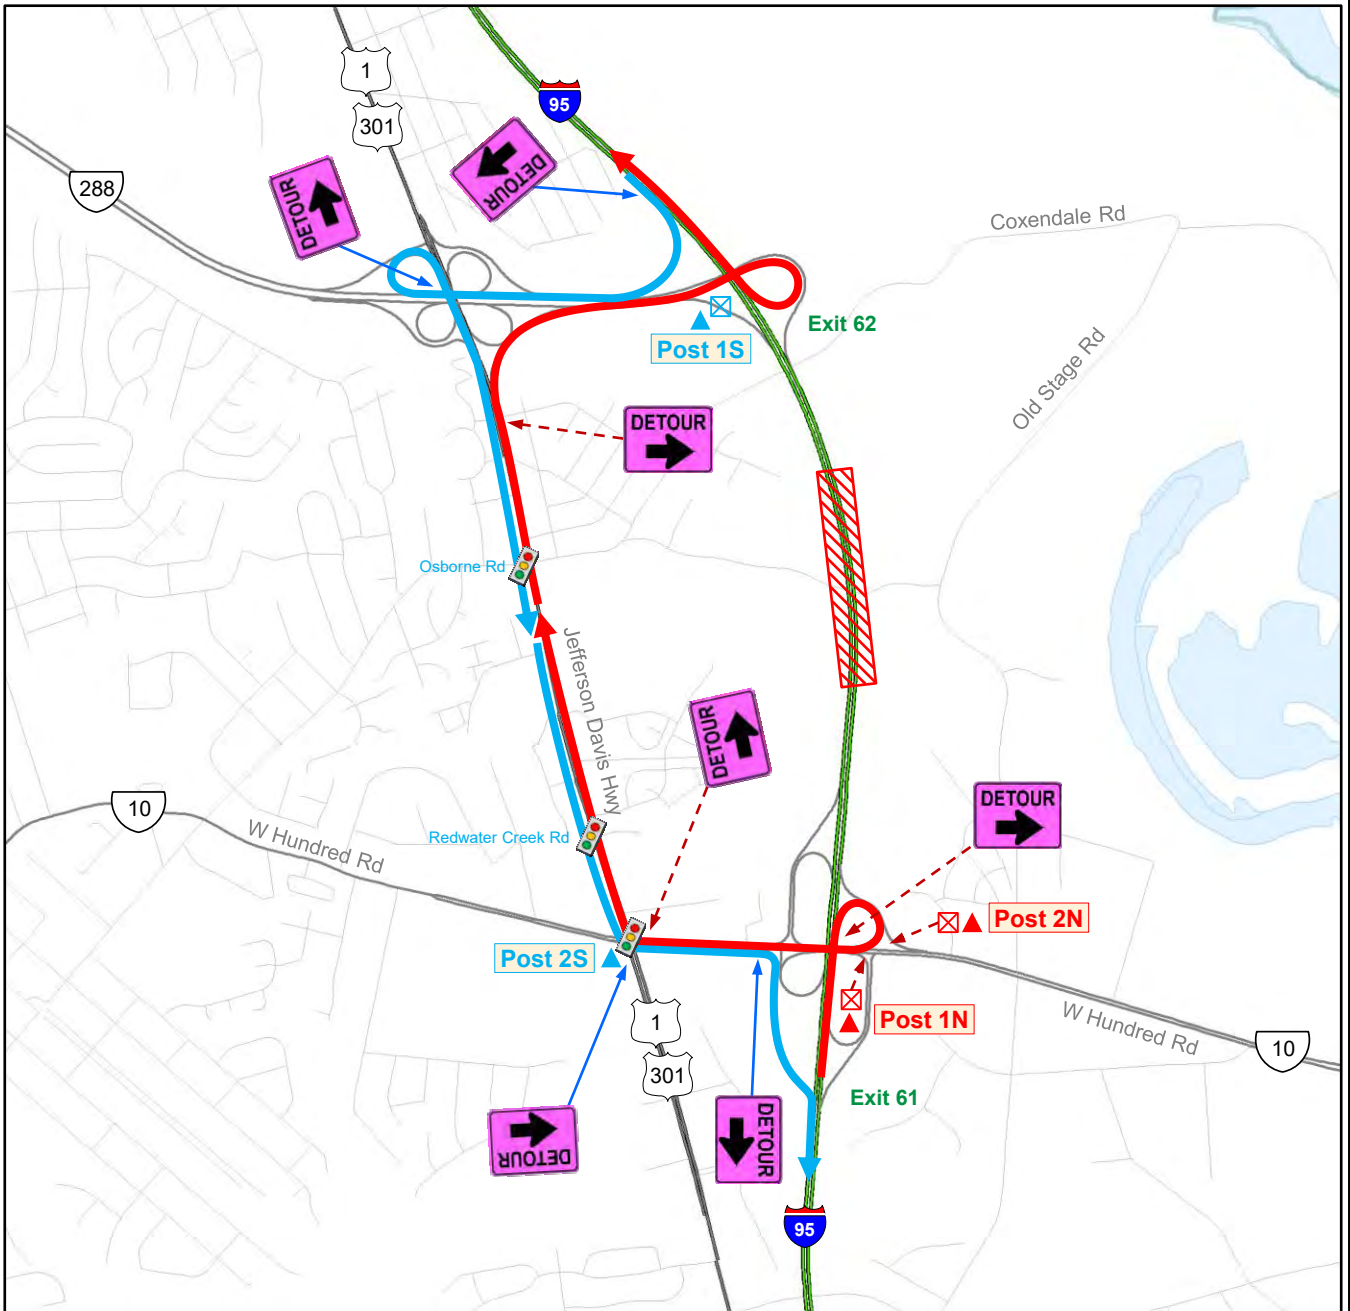 1
95
301
DETOUR
288
DETOUR
Coxendale Rd
Exit 62
Post 1S
Old Stage Rd
DETOUR
Osborne Rd
Jefferson Davis Hwy
DETOUR
DETOUR
10
W Hundred Rd
Redwater Creek Rd
Post 2N
Post 2S
Post 1N
1
W Hundred Rd
10
301
Exit 61
DETOUR
DETOUR
95